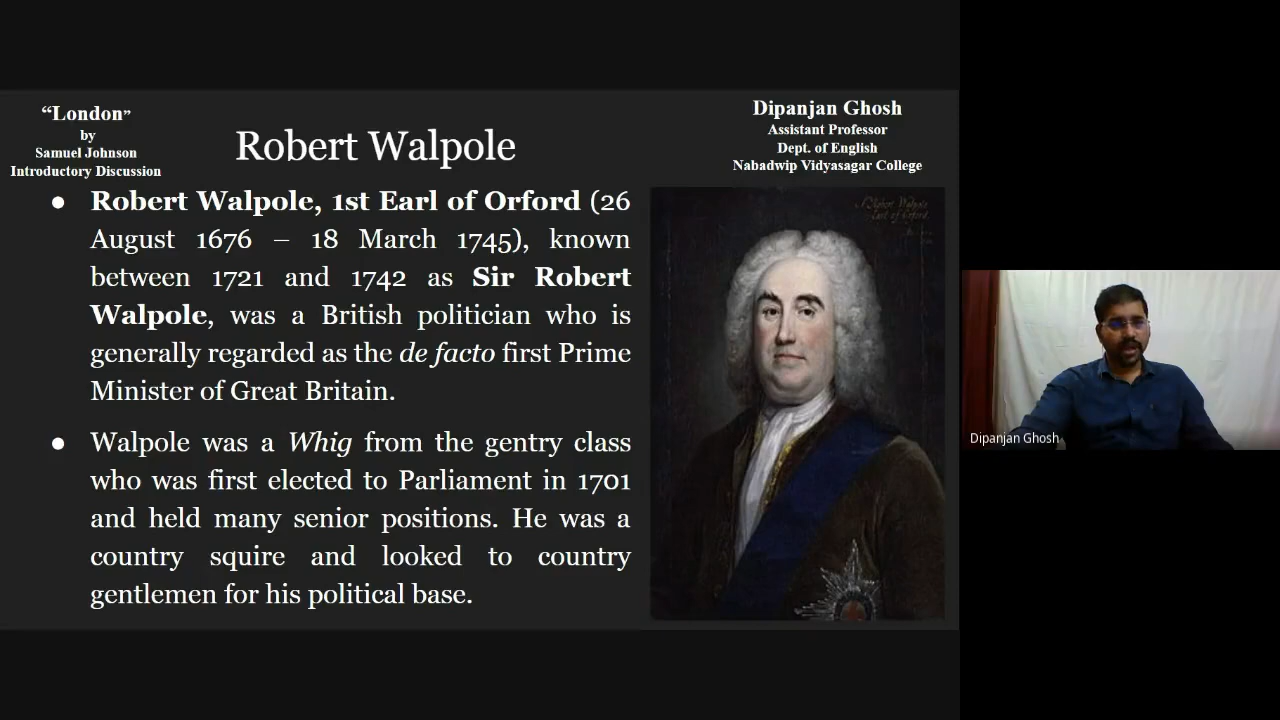 “London”
by
Samuel Johnson
Introductory Discussion
Robert Walpole
Dipanjan Ghosh
Assistant Professor
Dept. of English
Nabadwip Vidyasagar College
● Robert Walpole, 1st Earl of Orford (26
August 1676 – 18 March 1745), known
between 1721 and 1742 as Sir Robert
Walpole, was a British politician who is
generally regarded as the de facto first Prime
Minister of Great Britain.
● Walpole was a Whig from the gentry class
who was first elected to Parliament in 1701
and held many senior positions. He was a
country squire and looked to country
gentlemen for his political base.
Earl of Orford.
Dipanjan Ghosh